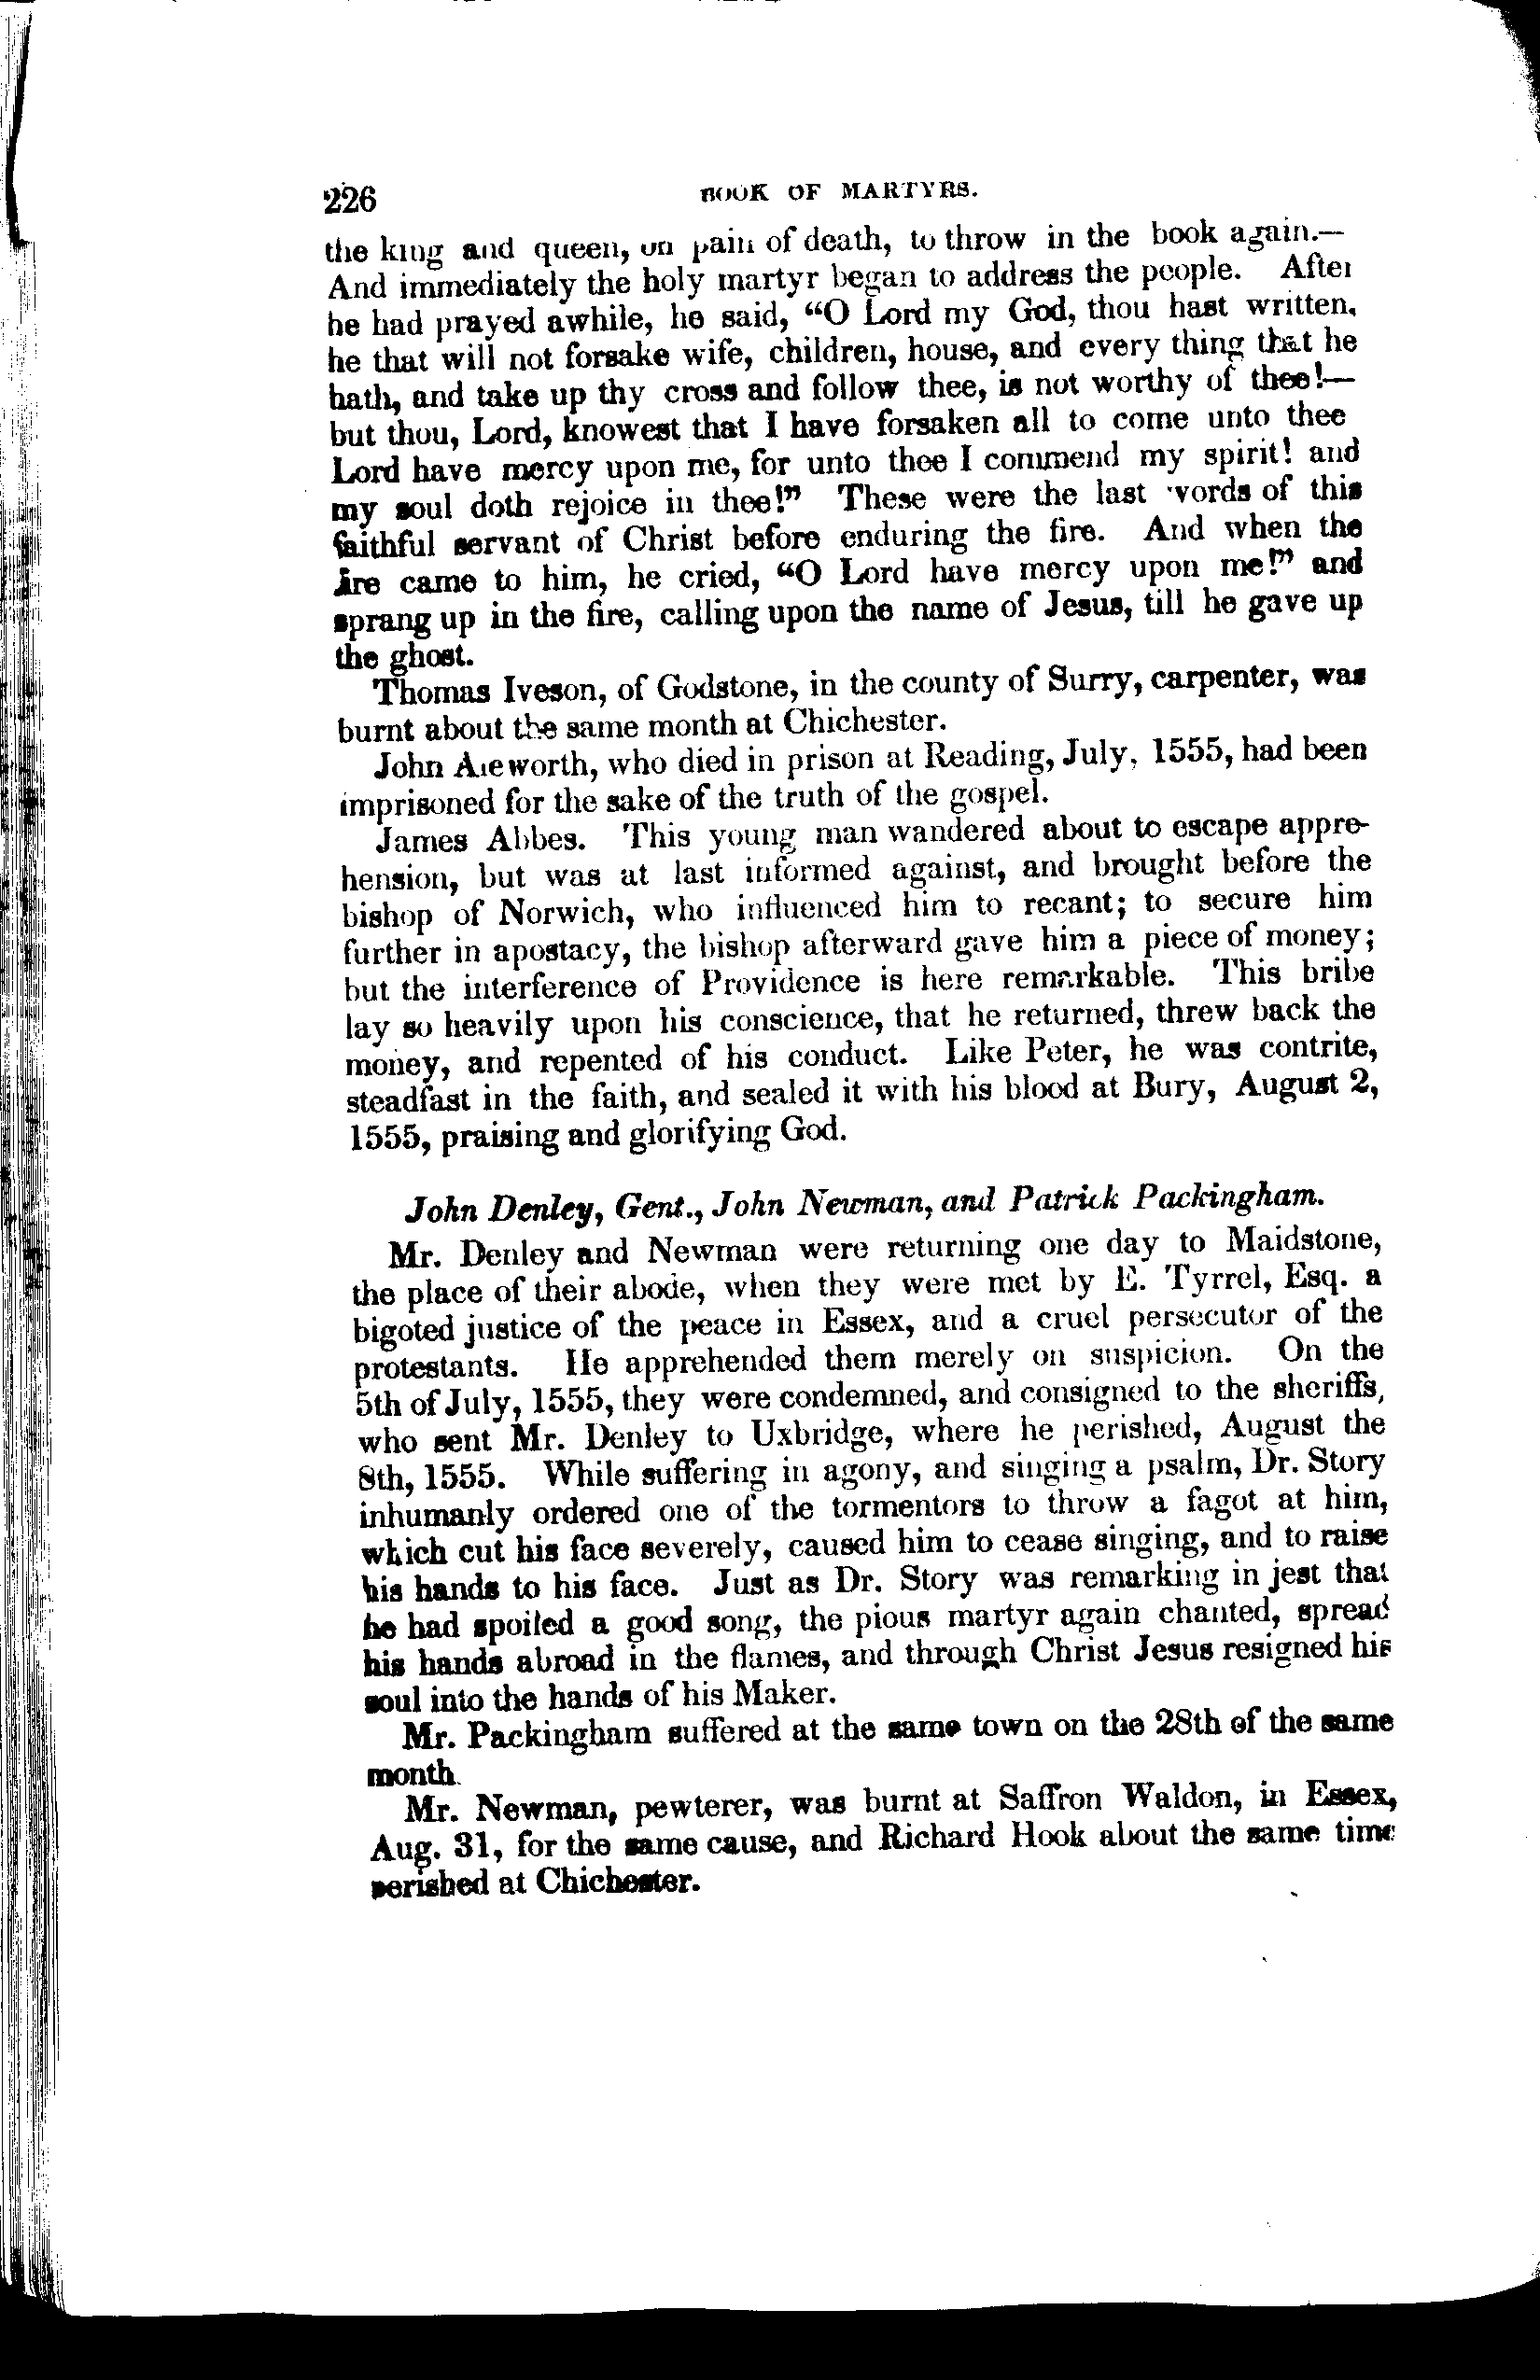 226 BOOK OF MARTYRS.
the king and queen, on pain of death, to throw in the book again.—
And immediately the holy martyr began to address the people. After
he had prayed awhile, he said, “O Lord my God, thou hast written,
he that will not forsake wife, children, house, and every thing that he
hath, and take up thy cross and follow thee, is not worthy of thee!—
but thou, Lord, knowest that I have forsaken all to come unto thee
Lord have mercy upon me, for unto thee I commend my spirit! and
my soul doth rejoice in thee!” These were the last words of this
faithful servant of Christ before enduring the fire. And when the
fire came to him, he cried, “O Lord have mercy upon me!” and
sprang up in the fire, calling upon the name of Jesus, till he gave up
the ghost.
Thomas Iveson, of Godstone, in the county of Surry, carpenter, was
burnt about the same month at Chichester.
John Aleworth, who died in prison at Reading, July, 1555, had been
imprisoned for the sake of the truth of the gospel.
James Abbes. This young man wandered about to escape appre-
hension, but was at last informed against, and brought before the
bishop of Norwich, who influenced him to recant; to secure him
further in apostacy, the bishop afterward gave him a piece of money;
but the interference of Providence is here remarkable. This bribe
lay so heavily upon his conscience, that he returned, threw back the
money, and repented of his conduct. Like Peter, he was contrite,
steadfast in the faith, and sealed it with his blood at Bury, August 2,
1555, praising and glorifying God.
John Denley, Gent., John Newman, and Patrick Packingham.
Mr. Denley and Newman were returning one day to Maidstone,
the place of their abode, when they were met by E. Tyrrel, Esq. a
bigoted justice of the peace in Essex, and a cruel persecutor of the
protestants. He apprehended them merely on suspicion. On the
5th of July, 1555, they were condemned, and consigned to the sheriffs,
who sent Mr. Denley to Uxbridge, where he perished, August the
8th, 1555. While suffering in agony, and singing a psalm, Dr. Story
inhumanly ordered one of the tormentors to throw a fagot at him,
which cut his face severely, caused him to cease singing, and to raise
his hands to his face. Just as Dr. Story was remarking in jest that
he had spoiled a good song, the pious martyr again chanted, spread
his hands abroad in the flames, and through Christ Jesus resigned his
soul into the hands of his Maker.
Mr. Packingham suffered at the same town on the 28th of the same
month.
Mr. Newman, pewterer, was burnt at Saffron Waldon, in Essex,
Aug. 31, for the same cause, and Richard Hook about the same time
perished at Chichester.